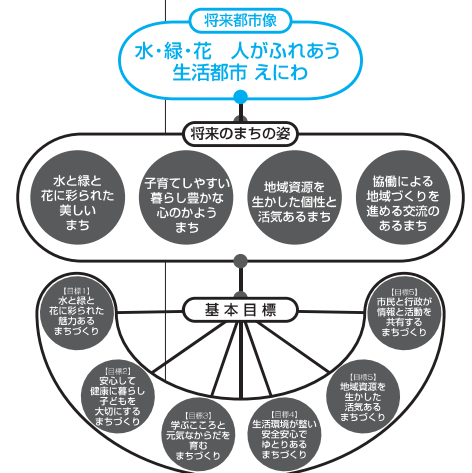 将来都市像
水・緑・花　人がふれあう
生活都市 えにわ
将来のまちの姿
水と緑と
花に彩られた
美しい
まち
子育てしやすい
暮らし豊かな
心のかよう
まち
地域資源を
生かした個性と
活気あるまち
協働による
地域づくりを
進める交流の
あるまち
基本目標
【目標1】
水と緑と
花に彩られた
魅力ある
まちづくり
【目標2】
安心して
健康に暮らし
子どもを
大切にする
まちづくり
【目標3】
学ぶこころと
元気なからだを
育む
まちづくり
【目標4】
生活環境が整い
安全安心で
ゆとりある
まちづくり
【目標5】
地域資源を
生かした
活気ある
まちづくり
【目標5】
市民と行政が
情報と活動を
共有する
まちづくり